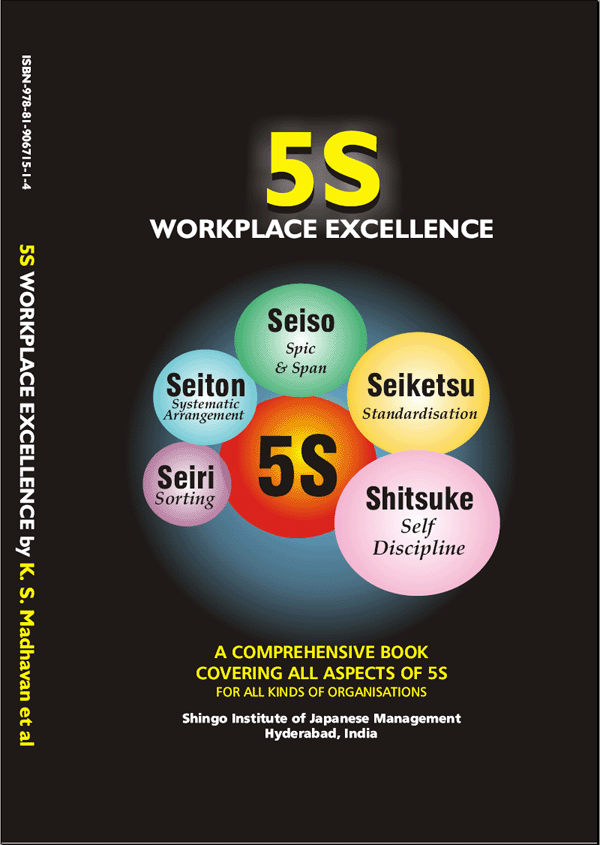 ISBN-978-81-906715-1-4
5S WORKPLACE EXCELLENCE by K. S. Madhavan et al
5S
WORKPLACE EXCELLENCE
Seiso
Spic
& Span
Seiton
Systematic
Arrangement
Seiketsu
Standardisation
Seiri
Sorting
5S
Shitsuke
Self
Discipline
A COMPREHENSIVE BOOK
COVERING ALL ASPECTS OF 5S
FOR ALL KINDS OF ORGANISATIONS
Shingo Institute of Japanese Management
Hyderabad, India